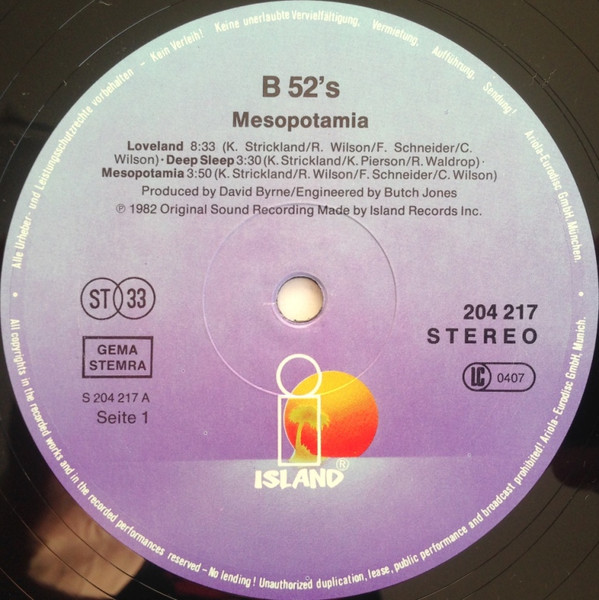 Alle Urheber- und Leistungsschutzrechte vorbehalten - Kein Verleih! Keine unerlaubte Vervielfältigung, Vermietung, Aufführung, Sendung! Ariola-Eurodisc GmbH, München.
B 52's
Mesopotamia
Loveland 8:33 (K. Strickland/R. Wilson/F. Schneider/C.
Wilson)·Deep Sleep 3:30 (K.Strickland/K.Pierson/R.Waldrop)·
Mesopotamia 3:50 (K.Strickland/R.Wilson/F.Schneider/C.Wilson)
Produced by David Byrne/Engineered by Butch Jones
℗ 1982 Original Sound Recording Made by Island Records Inc.
ST 33
204 217
STEREO
GEMA
STEMRA
LC 0407
S 204 217 A
Seite 1
ISLAND®
All copyrights in the recorded works and in the recorded performances reserved – No lending! Unauthorized duplication, lease, public performance and broadcast prohibited! Ariola-Eurodisc GmbH, Munich.